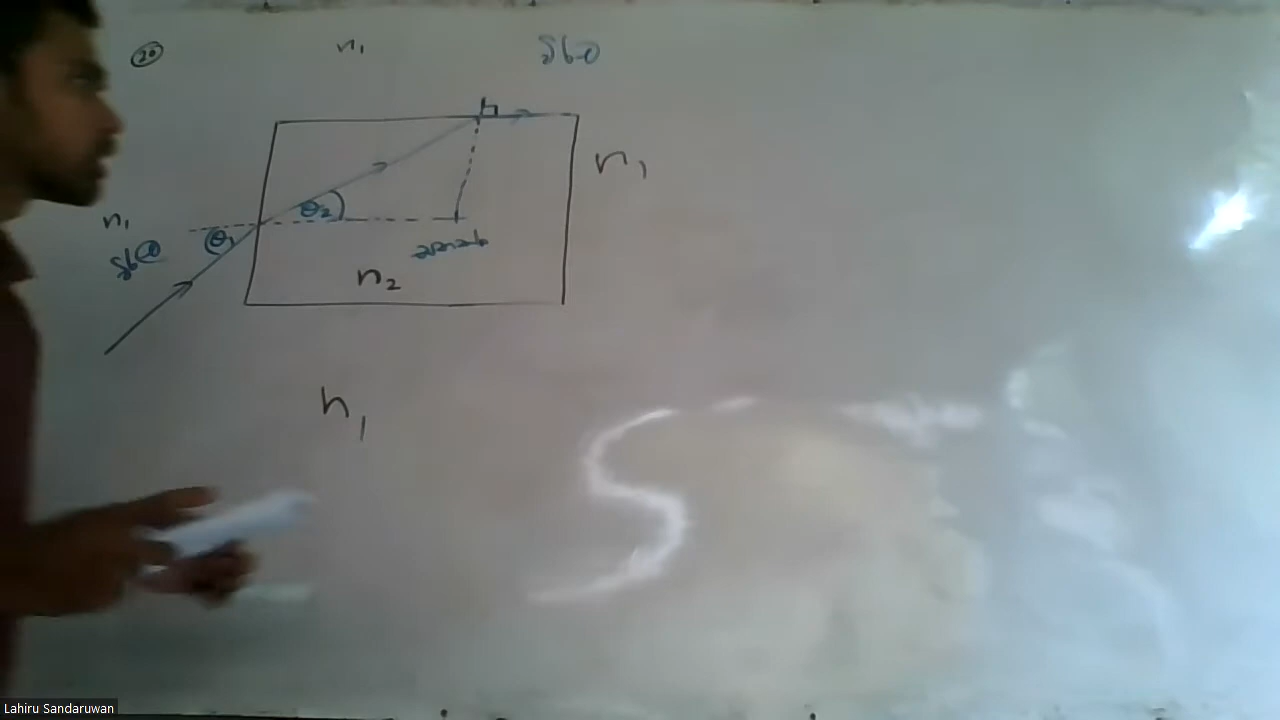 20 n₁
n₁
θ₂
n₁
θ₁
n₂
n₁
Lahiru Sandaruwan